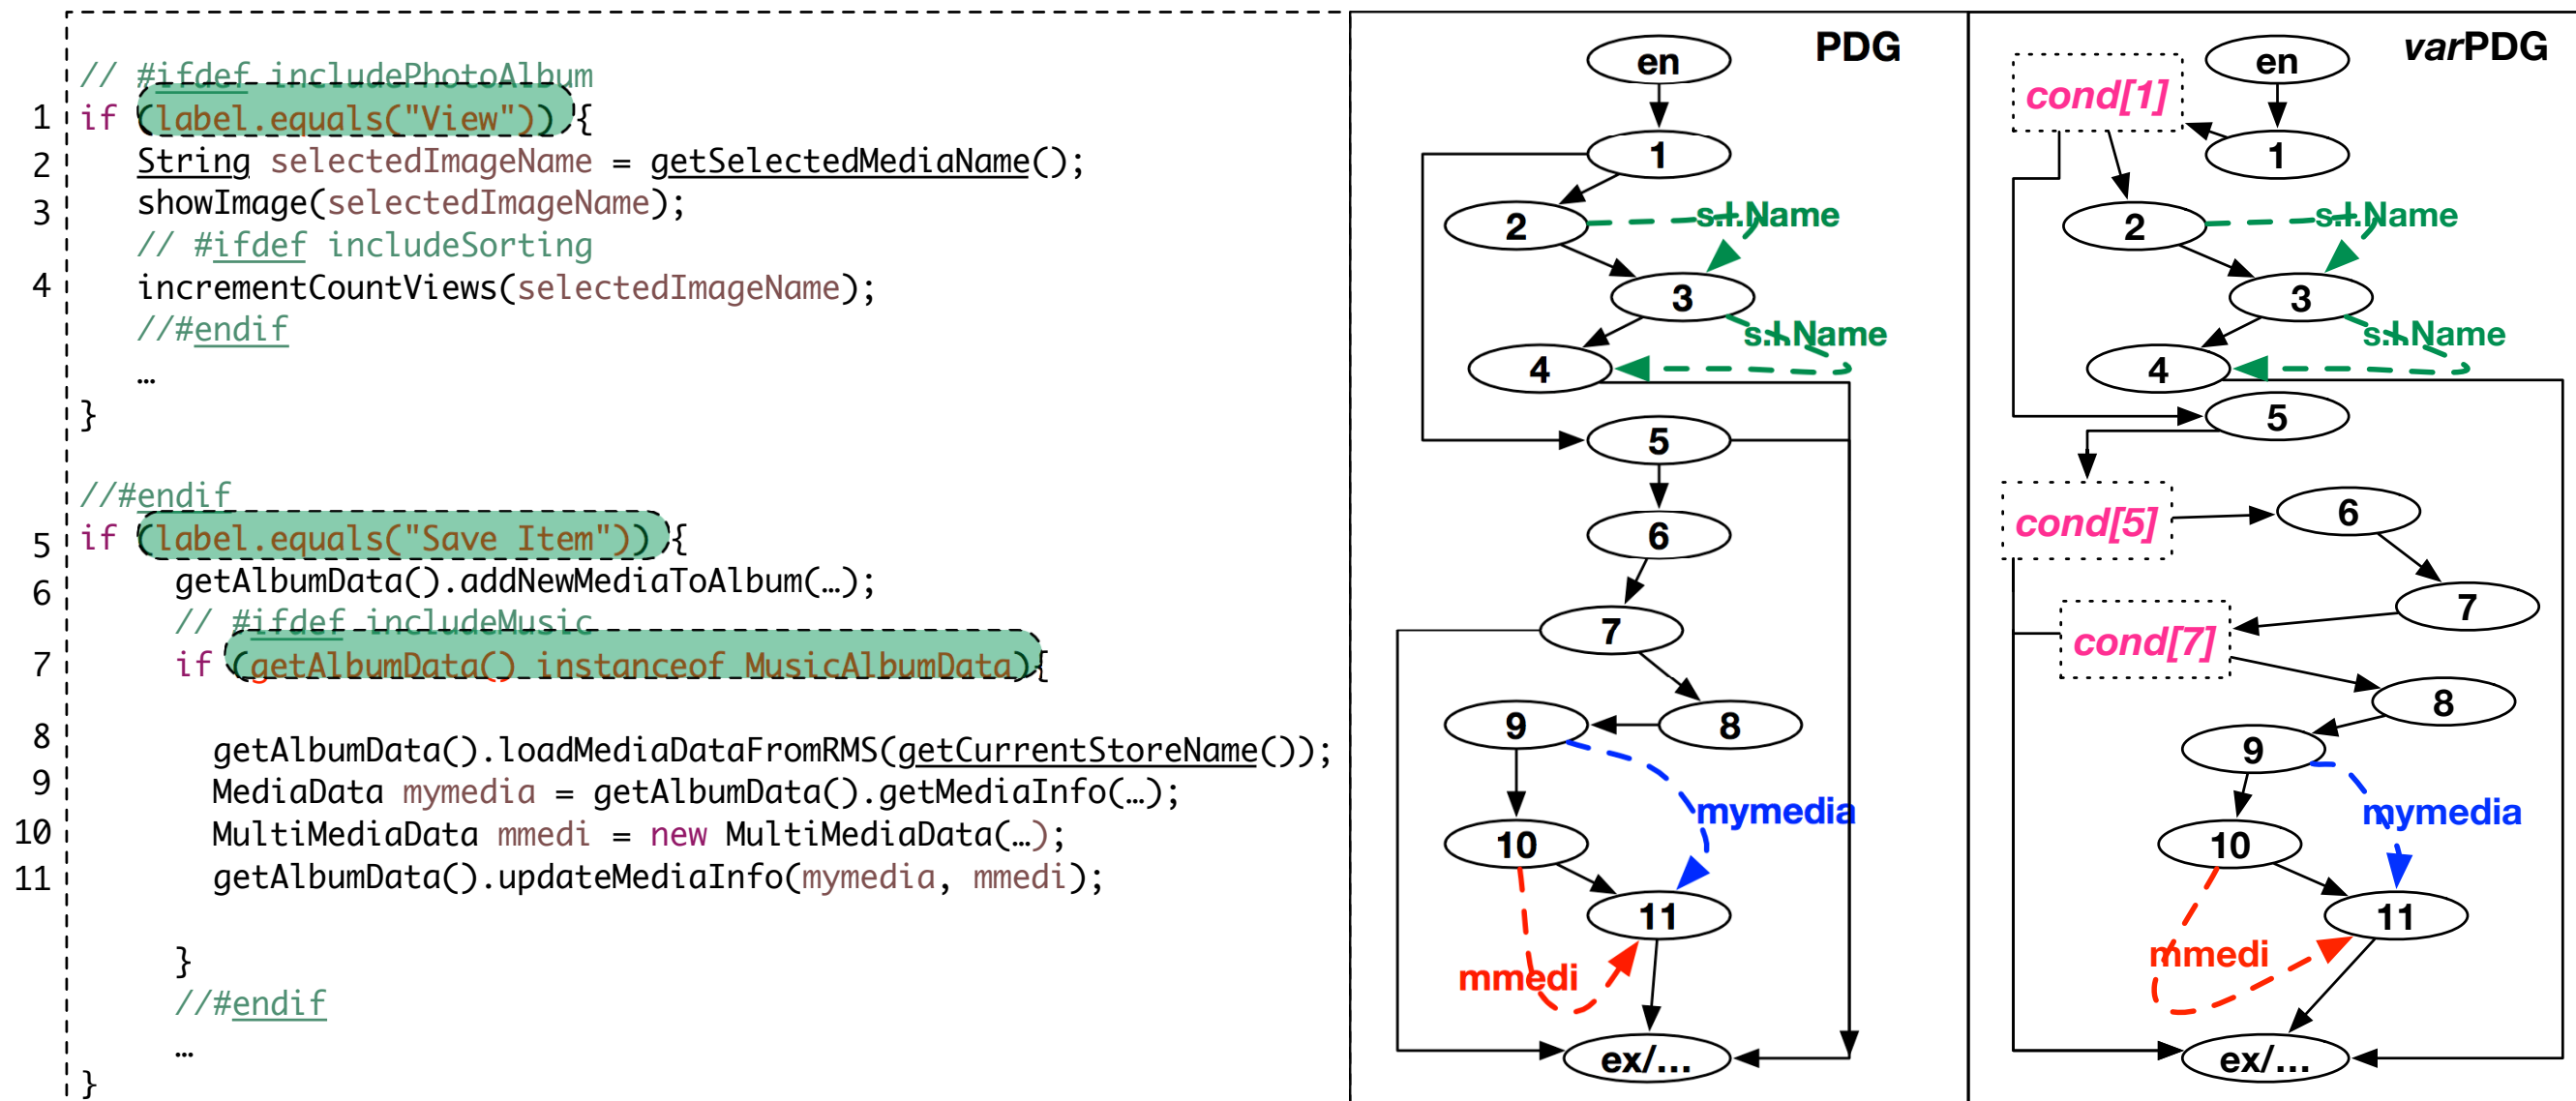 // #ifdef includePhotoAlbum
1 if (label.equals("View")) {
2 String selectedImageName = getSelectedMediaName();
3 showImage(selectedImageName);
// #ifdef includeSorting
4 incrementCountViews(selectedImageName);
//#endif
…
}
//#endif
5 if (label.equals("Save Item")) {
6 getAlbumData().addNewMediaToAlbum(…);
// #ifdef includeMusic
7 if (getAlbumData() instanceof MusicAlbumData){
8 getAlbumData().loadMediaDataFromRMS(getCurrentStoreName());
9 MediaData mymedia = getAlbumData().getMediaInfo(…);
10 MultiMediaData mmedi = new MultiMediaData(…);
11 getAlbumData().updateMediaInfo(mymedia, mmedi);
}
//#endif
…
}
PDG
en
1
2
s.I.Name
3
s.I.Name
4
5
6
7
9
8
mymedia
10
11
mmedi
ex/...
varPDG
en
cond[1]
1
2
s.I.Name
3
s.I.Name
4
5
cond[5]
6
7
cond[7]
8
9
mymedia
10
11
mmedi
ex/...